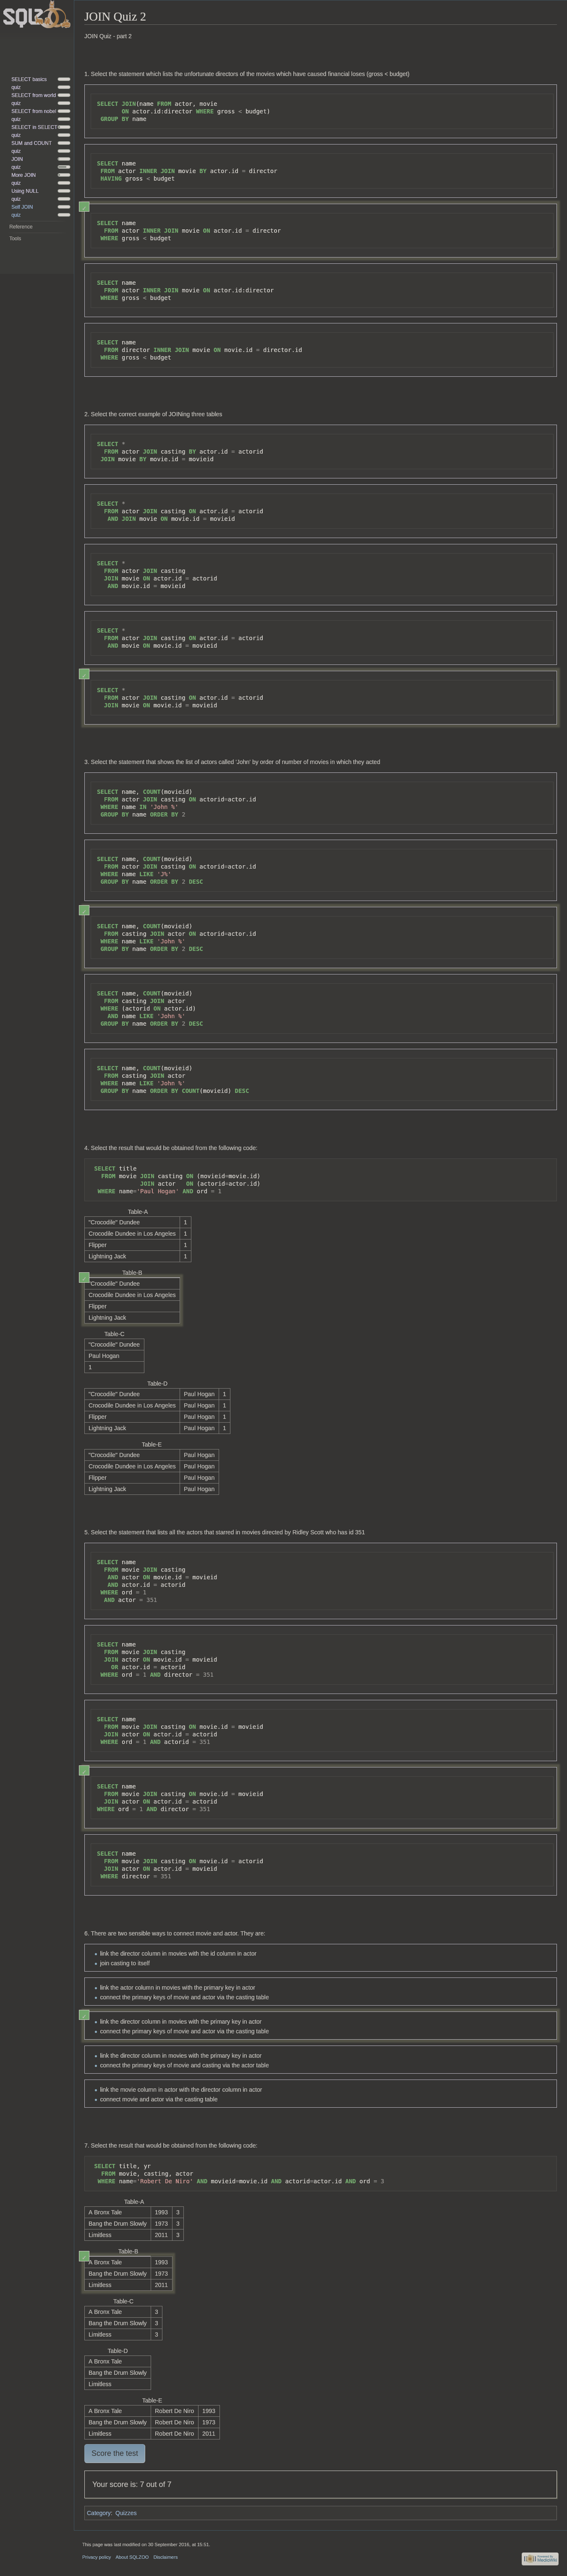 SQLZOO
SELECT basics
quiz
SELECT from world
quiz
SELECT from nobel
quiz
SELECT in SELECT
quiz
SUM and COUNT
quiz
JOIN
quiz
More JOIN
quiz
Using NULL
quiz
Self JOIN
quiz
Reference
Tools
JOIN Quiz 2
JOIN Quiz - part 2
1. Select the statement which lists the unfortunate directors of the movies which have caused financial loses (gross < budget)
SELECT JOIN(name FROM actor, movie
ON actor.id:director WHERE gross < budget)
GROUP BY name
SELECT name
FROM actor INNER JOIN movie BY actor.id = director
HAVING gross < budget
SELECT name
FROM actor INNER JOIN movie ON actor.id = director
WHERE gross < budget
SELECT name
FROM actor INNER JOIN movie ON actor.id:director
WHERE gross < budget
SELECT name
FROM director INNER JOIN movie ON movie.id = director.id
WHERE gross < budget
2. Select the correct example of JOINing three tables
SELECT *
FROM actor JOIN casting BY actor.id = actorid
JOIN movie BY movie.id = movieid
SELECT *
FROM actor JOIN casting ON actor.id = actorid
AND JOIN movie ON movie.id = movieid
SELECT *
FROM actor JOIN casting
JOIN movie ON actor.id = actorid
AND movie.id = movieid
SELECT *
FROM actor JOIN casting ON actor.id = actorid
AND movie ON movie.id = movieid
SELECT *
FROM actor JOIN casting ON actor.id = actorid
JOIN movie ON movie.id = movieid
3. Select the statement that shows the list of actors called 'John' by order of number of movies in which they acted
SELECT name, COUNT(movieid)
FROM actor JOIN casting ON actorid=actor.id
WHERE name IN 'John %'
GROUP BY name ORDER BY 2
SELECT name, COUNT(movieid)
FROM actor JOIN casting ON actorid=actor.id
WHERE name LIKE 'J%'
GROUP BY name ORDER BY 2 DESC
SELECT name, COUNT(movieid)
FROM casting JOIN actor ON actorid=actor.id
WHERE name LIKE 'John %'
GROUP BY name ORDER BY 2 DESC
SELECT name, COUNT(movieid)
FROM casting JOIN actor
WHERE (actorid ON actor.id)
AND name LIKE 'John %'
GROUP BY name ORDER BY 2 DESC
SELECT name, COUNT(movieid)
FROM casting JOIN actor
WHERE name LIKE 'John %'
GROUP BY name ORDER BY COUNT(movieid) DESC
4. Select the result that would be obtained from the following code:
SELECT title
FROM movie JOIN casting ON (movieid=movie.id)
JOIN actor ON (actorid=actor.id)
WHERE name='Paul Hogan' AND ord = 1
Table-A
"Crocodile" Dundee 1
Crocodile Dundee in Los Angeles 1
Flipper 1
Lightning Jack 1
Table-B
"Crocodile" Dundee
Crocodile Dundee in Los Angeles
Flipper
Lightning Jack
Table-C
"Crocodile" Dundee
Paul Hogan
1
Table-D
"Crocodile" Dundee Paul Hogan 1
Crocodile Dundee in Los Angeles Paul Hogan 1
Flipper Paul Hogan 1
Lightning Jack Paul Hogan 1
Table-E
"Crocodile" Dundee Paul Hogan
Crocodile Dundee in Los Angeles Paul Hogan
Flipper Paul Hogan
Lightning Jack Paul Hogan
5. Select the statement that lists all the actors that starred in movies directed by Ridley Scott who has id 351
SELECT name
FROM movie JOIN casting
AND actor ON movie.id = movieid
AND actor.id = actorid
WHERE ord = 1
AND actor = 351
SELECT name
FROM movie JOIN casting
JOIN actor ON movie.id = movieid
OR actor.id = actorid
WHERE ord = 1 AND director = 351
SELECT name
FROM movie JOIN casting ON movie.id = movieid
JOIN actor ON actor.id = actorid
WHERE ord = 1 AND actorid = 351
SELECT name
FROM movie JOIN casting ON movie.id = movieid
JOIN actor ON actor.id = actorid
WHERE ord = 1 AND director = 351
SELECT name
FROM movie JOIN casting ON movie.id = actorid
JOIN actor ON actor.id = movieid
WHERE director = 351
6. There are two sensible ways to connect movie and actor. They are:
link the director column in movies with the id column in actor
join casting to itself
link the actor column in movies with the primary key in actor
connect the primary keys of movie and actor via the casting table
link the director column in movies with the primary key in actor
connect the primary keys of movie and actor via the casting table
link the director column in movies with the primary key in actor
connect the primary keys of movie and casting via the actor table
link the movie column in actor with the director column in actor
connect movie and actor via the casting table
7. Select the result that would be obtained from the following code:
SELECT title, yr
FROM movie, casting, actor
WHERE name='Robert De Niro' AND movieid=movie.id AND actorid=actor.id AND ord = 3
Table-A
A Bronx Tale 1993 3
Bang the Drum Slowly 1973 3
Limitless 2011 3
Table-B
A Bronx Tale 1993
Bang the Drum Slowly 1973
Limitless 2011
Table-C
A Bronx Tale 3
Bang the Drum Slowly 3
Limitless 3
Table-D
A Bronx Tale
Bang the Drum Slowly
Limitless
Table-E
A Bronx Tale Robert De Niro 1993
Bang the Drum Slowly Robert De Niro 1973
Limitless Robert De Niro 2011
Score the test
Your score is: 7 out of 7
Category: Quizzes
This page was last modified on 30 September 2016, at 15:51.
Privacy policy About SQLZOO Disclaimers